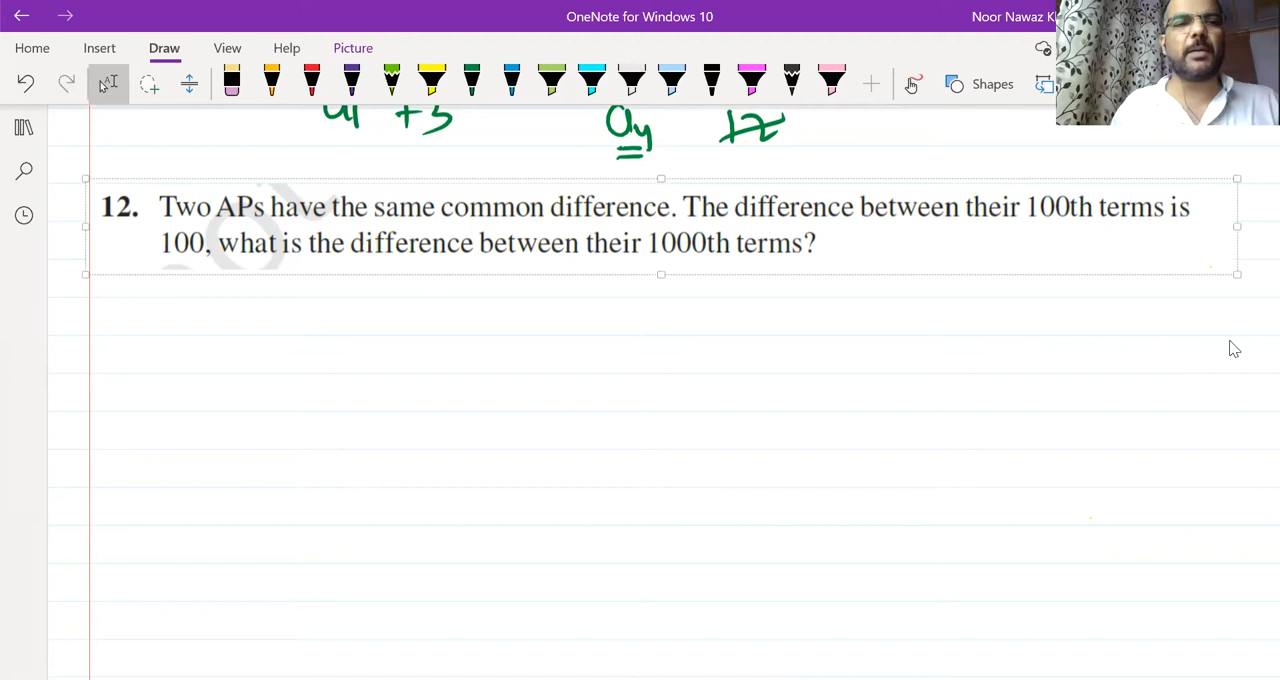 OneNote for Windows 10
Noor Nawaz K
Home Insert Draw View Help Picture
Shapes
+3 a
12. Two APs have the same common difference. The difference between their 100th terms is
100, what is the difference between their 1000th terms?